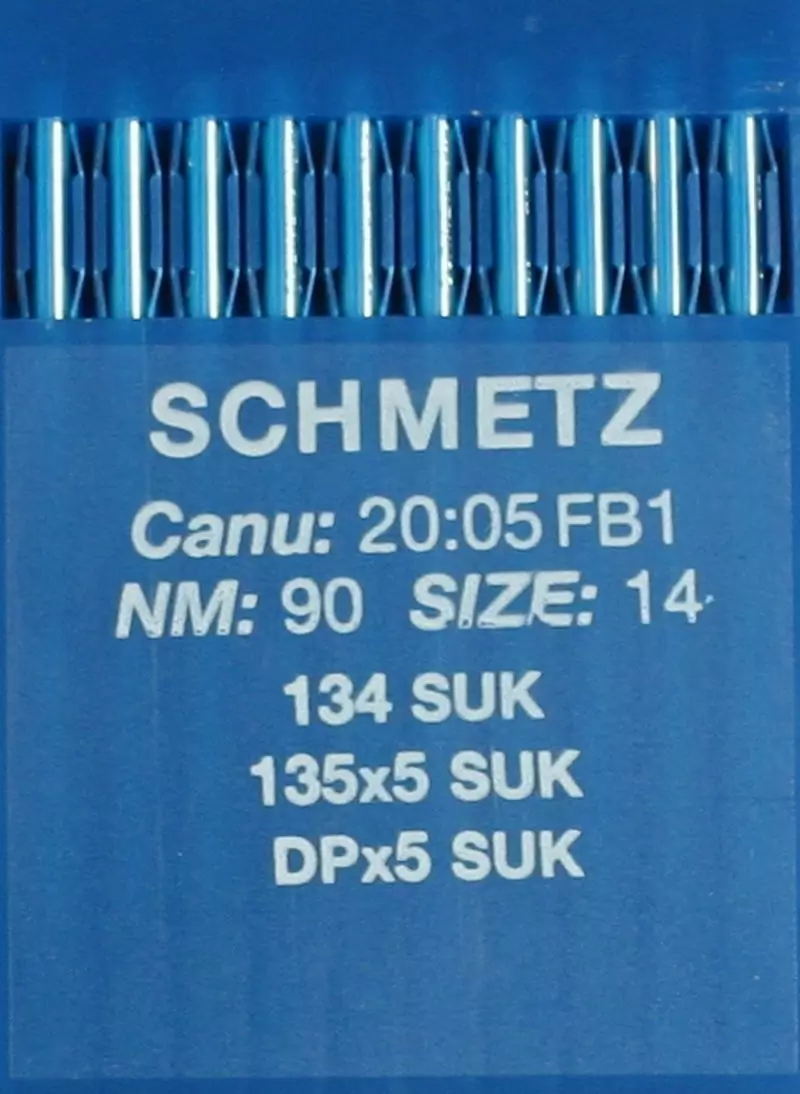 SCHMETZ
Canu: 20:05 FB1
NM: 90 SIZE: 14
134 SUK
135x5 SUK
DPx5 SUK